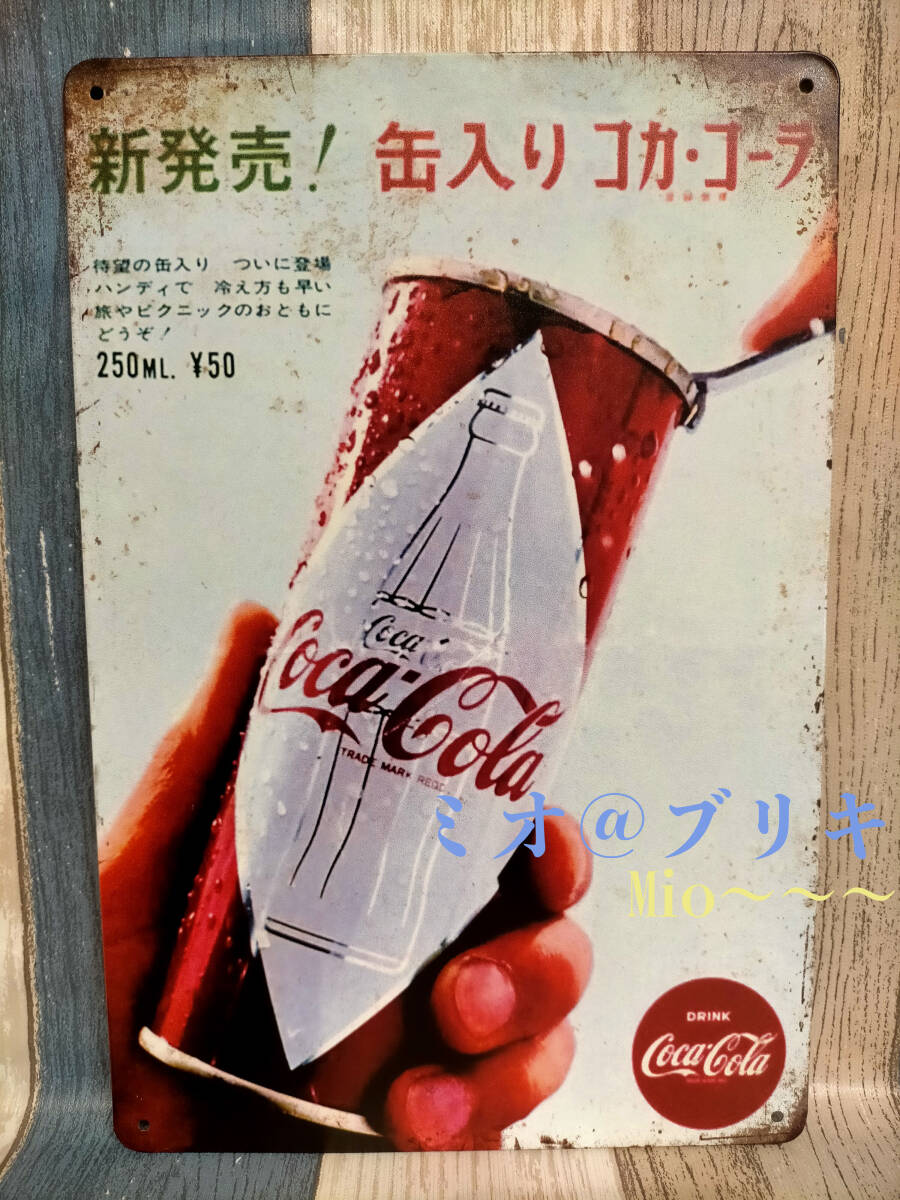 新発売! 缶入り コカ・コーラ
待望の缶入り ついに登場
ハンディで 冷え方も早い
旅やピクニックのおともに
どうぞ!
250ML. ¥50
Coca
Coca-Cola
TRADE MARK REGD
ミオ@ブリキ
Mio~~~
DRINK
Coca-Cola